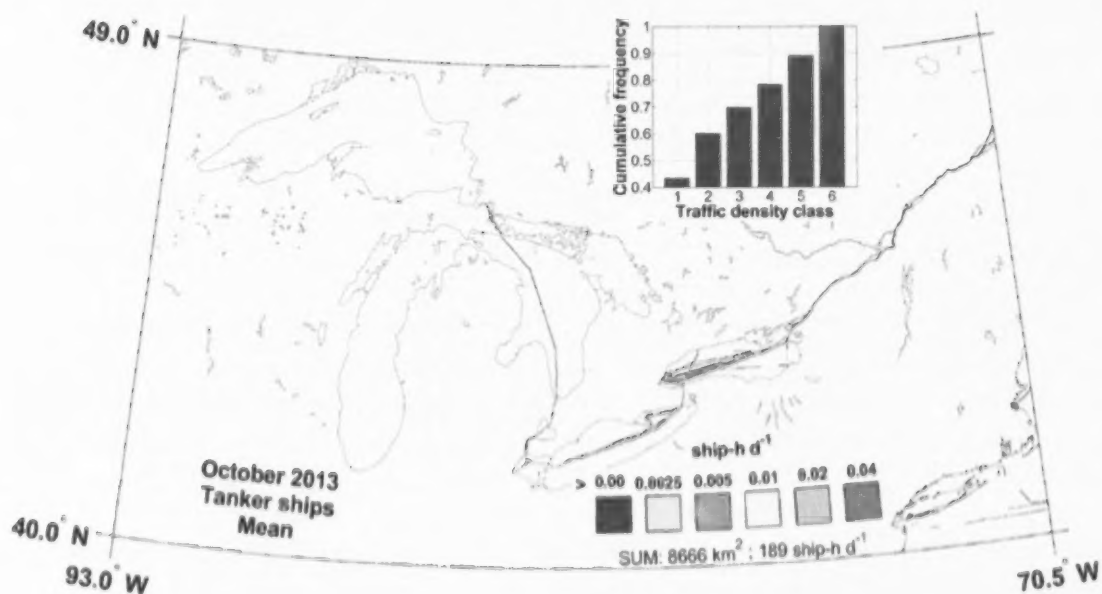 49.0° N
Cumulative frequency
1
0.9
0.8
0.7
0.6
0.5
0.4
1 2 3 4 5 6
Traffic density class
October 2013
Tanker ships
Mean
ship-h d⁻¹
> 0.00 0.0025 0.005 0.01 0.02 0.04
SUM: 8666 km² ; 189 ship-h d⁻¹
40.0° N
93.0° W
70.5° W